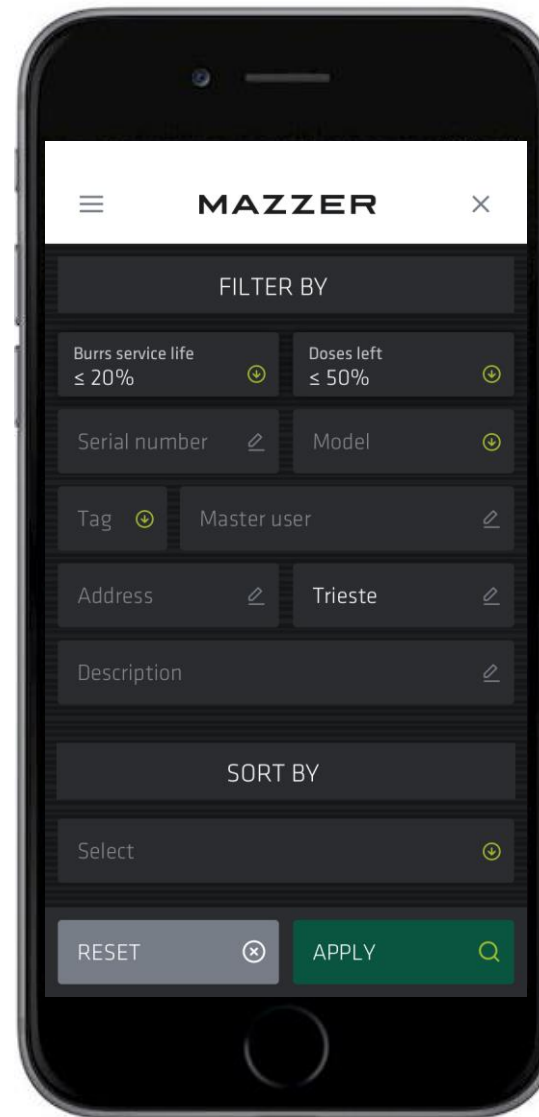 MAZZER
FILTER BY
Burrs service life
≤ 20%
Doses left
≤ 50%
Serial number
Model
Tag
Master user
Address
Trieste
Description
SORT BY
Select
RESET
APPLY